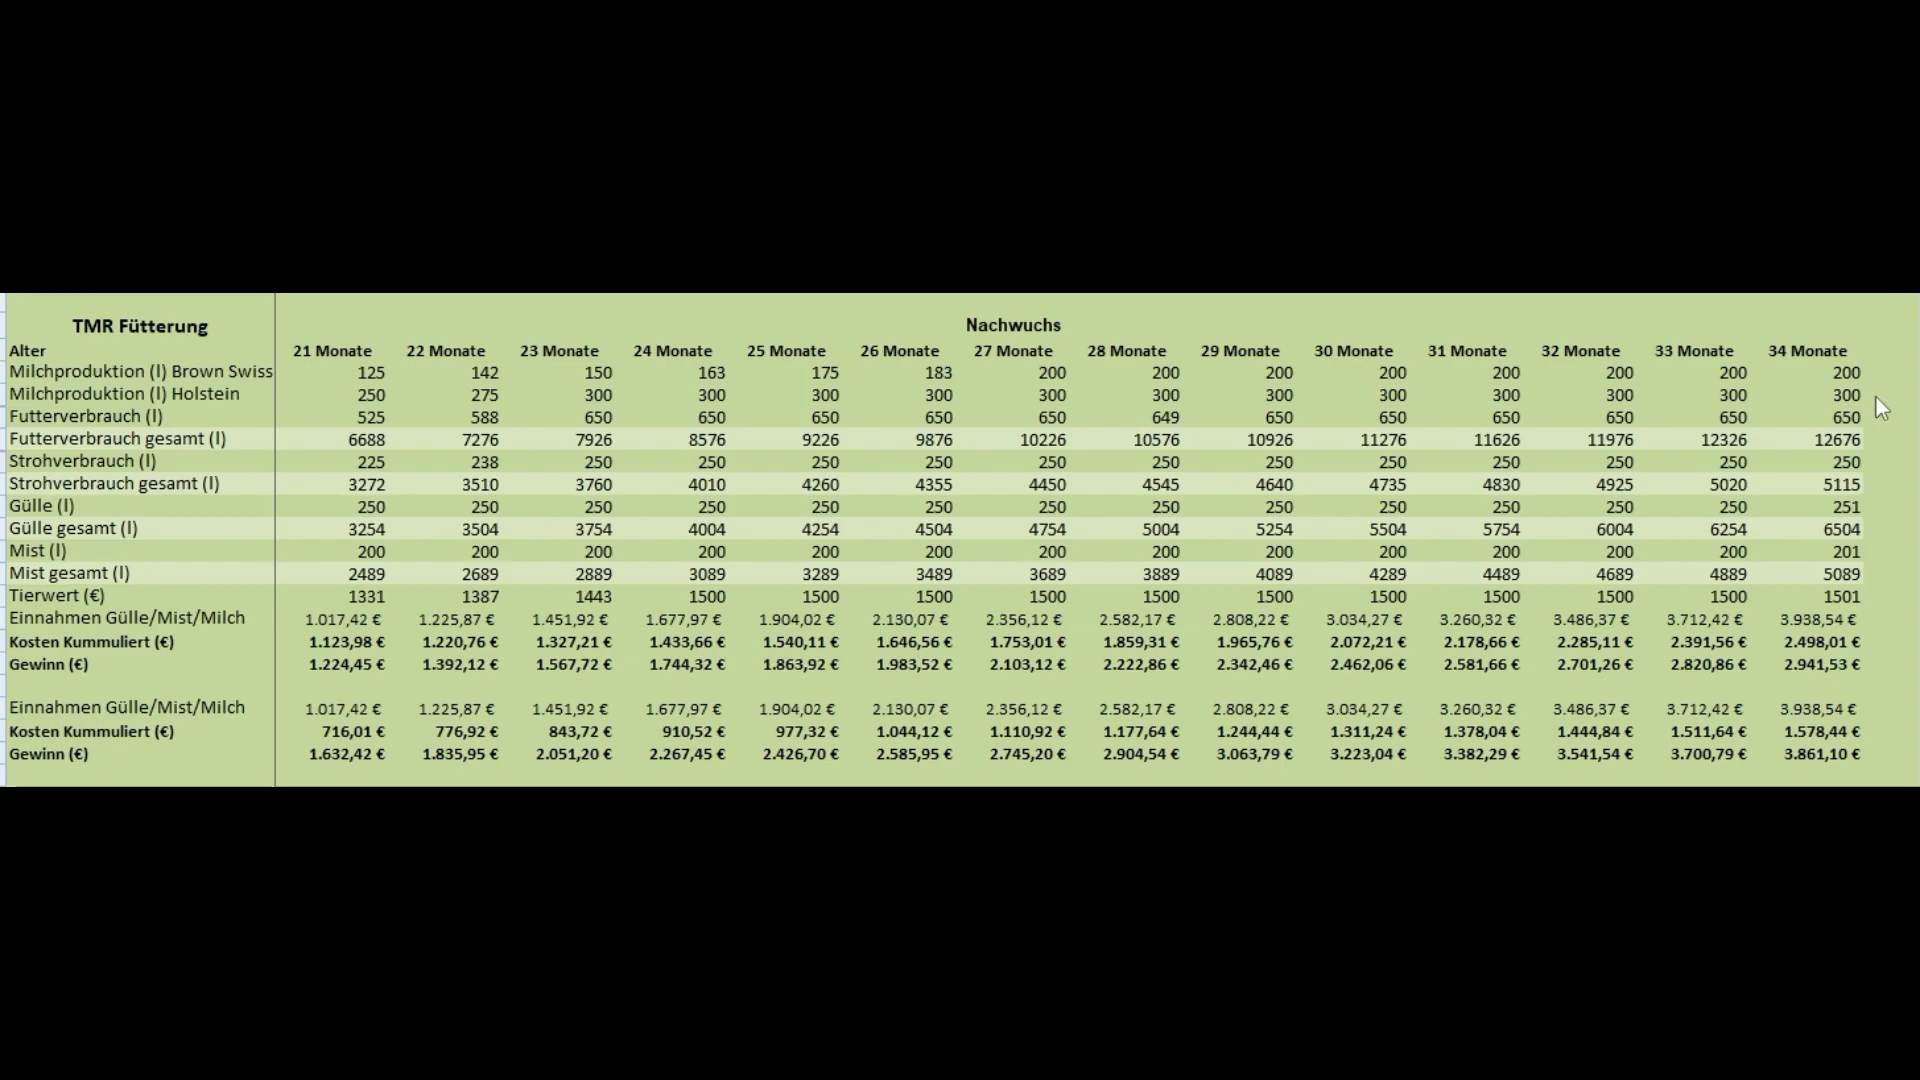 TMR Fütterung Nachwuchs
Alter 21 Monate 22 Monate 23 Monate 24 Monate 25 Monate 26 Monate 27 Monate 28 Monate 29 Monate 30 Monate 31 Monate 32 Monate 33 Monate 34 Monate
Milchproduktion (l) Brown Swiss 125 142 150 163 175 183 200 200 200 200 200 200 200 200
Milchproduktion (l) Holstein 250 275 300 300 300 300 300 300 300 300 300 300 300 300
Futterverbrauch (l) 525 588 650 650 650 650 650 649 650 650 650 650 650 650
Futterverbrauch gesamt (l) 6688 7276 7926 8576 9226 9876 10226 10576 10926 11276 11626 11976 12326 12676
Strohverbrauch (l) 225 238 250 250 250 250 250 250 250 250 250 250 250 250
Strohverbrauch gesamt (l) 3272 3510 3760 4010 4260 4355 4450 4545 4640 4735 4830 4925 5020 5115
Gülle (l) 250 250 250 250 250 250 250 250 250 250 250 250 250 251
Gülle gesamt (l) 3254 3504 3754 4004 4254 4504 4754 5004 5254 5504 5754 6004 6254 6504
Mist (l) 200 200 200 200 200 200 200 200 200 200 200 200 200 201
Mist gesamt (l) 2489 2689 2889 3089 3289 3489 3689 3889 4089 4289 4489 4689 4889 5089
Tierwert (€) 1331 1387 1443 1500 1500 1500 1500 1500 1500 1500 1500 1500 1500 1501
Einnahmen Gülle/Mist/Milch 1.017,42 € 1.225,87 € 1.451,92 € 1.677,97 € 1.904,02 € 2.130,07 € 2.356,12 € 2.582,17 € 2.808,22 € 3.034,27 € 3.260,32 € 3.486,37 € 3.712,42 € 3.938,54 €
Kosten Kummuliert (€) 1.123,98 € 1.220,76 € 1.327,21 € 1.433,66 € 1.540,11 € 1.646,56 € 1.753,01 € 1.859,31 € 1.965,76 € 2.072,21 € 2.178,66 € 2.285,11 € 2.391,56 € 2.498,01 €
Gewinn (€) 1.224,45 € 1.392,12 € 1.567,72 € 1.744,32 € 1.863,92 € 1.983,52 € 2.103,12 € 2.222,86 € 2.342,46 € 2.462,06 € 2.581,66 € 2.701,26 € 2.820,86 € 2.941,53 €
Einnahmen Gülle/Mist/Milch 1.017,42 € 1.225,87 € 1.451,92 € 1.677,97 € 1.904,02 € 2.130,07 € 2.356,12 € 2.582,17 € 2.808,22 € 3.034,27 € 3.260,32 € 3.486,37 € 3.712,42 € 3.938,54 €
Kosten Kummuliert (€) 716,01 € 776,92 € 843,72 € 910,52 € 977,32 € 1.044,12 € 1.110,92 € 1.177,64 € 1.244,44 € 1.311,24 € 1.378,04 € 1.444,84 € 1.511,64 € 1.578,44 €
Gewinn (€) 1.632,42 € 1.835,95 € 2.051,20 € 2.267,45 € 2.426,70 € 2.585,95 € 2.745,20 € 2.904,54 € 3.063,79 € 3.223,04 € 3.382,29 € 3.541,54 € 3.700,79 € 3.861,10 €